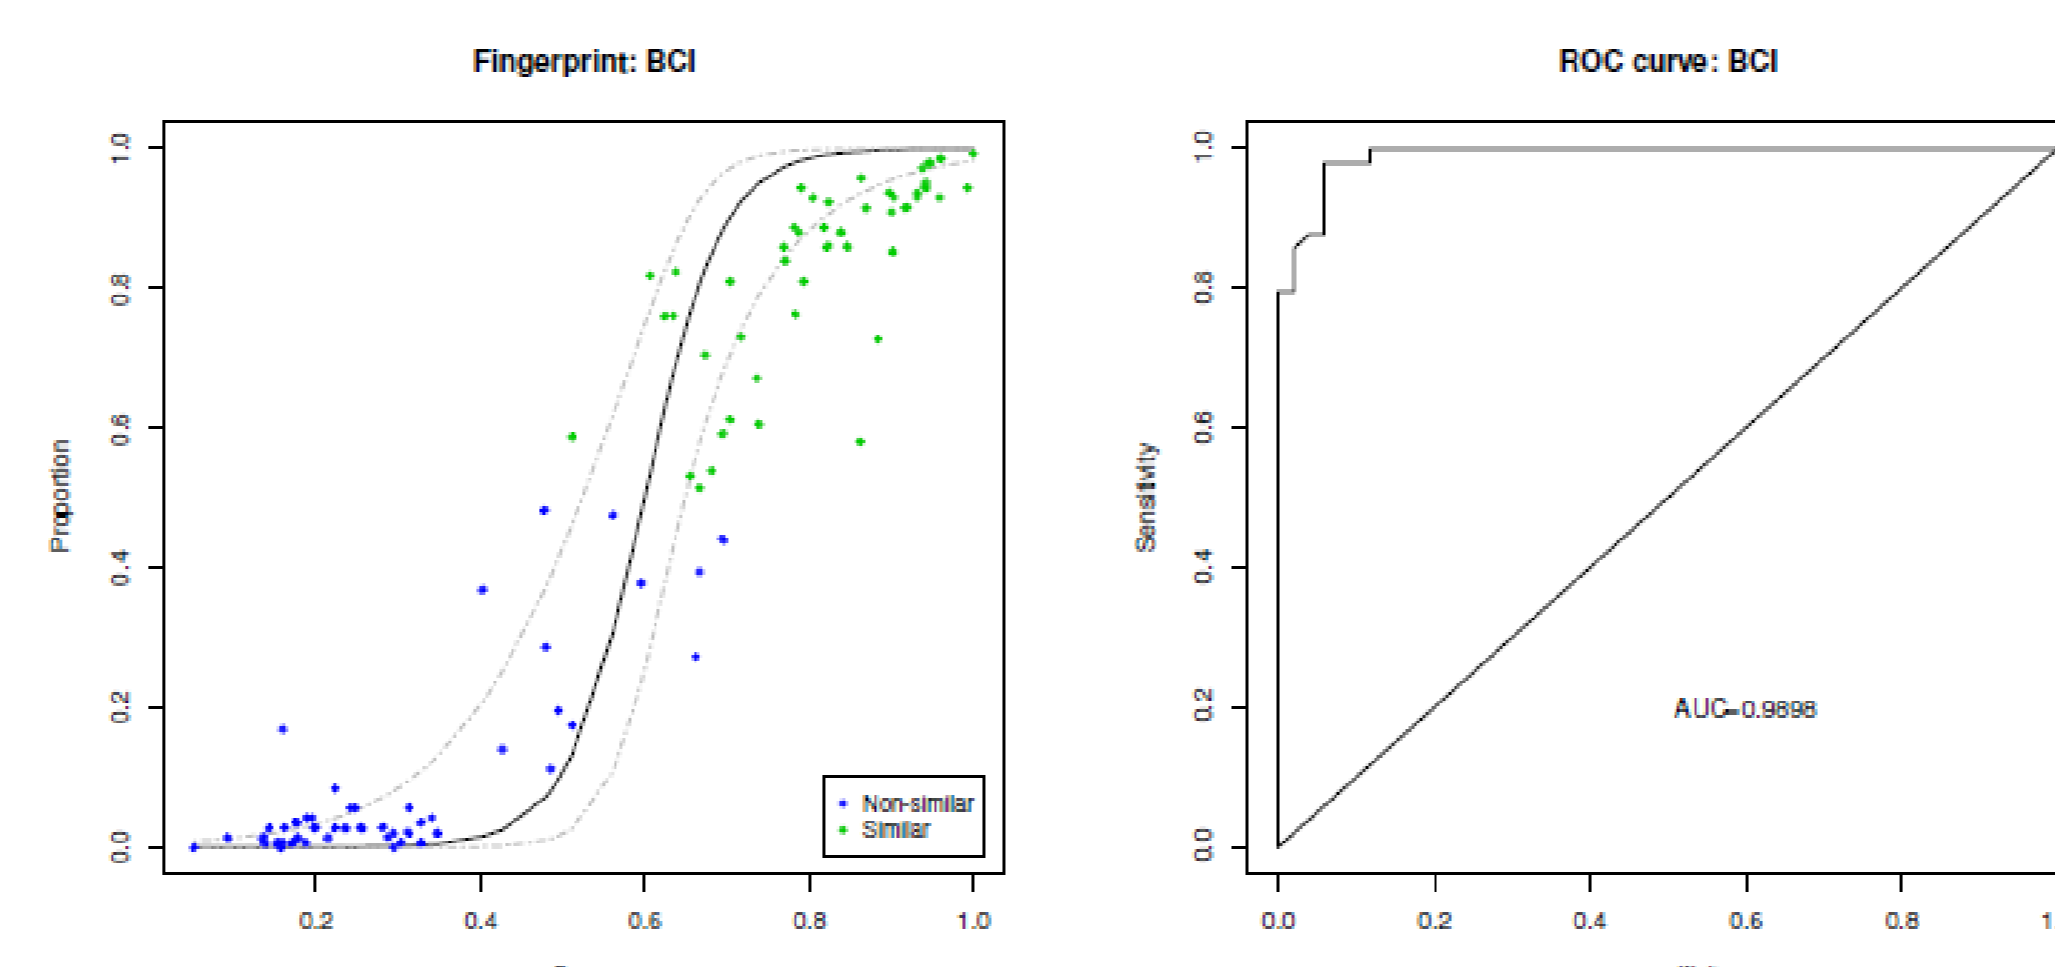 Fingerprint: BCI
1.0
0.8
0.6
0.4
0.2
0.0
Proportion
Non-similar
Similar
0.2 0.4 0.6 0.8 1.0
ROC curve: BCI
1.0
0.8
0.6
0.4
0.2
0.0
Sensitivity
AUC=0.9898
0.0 0.2 0.4 0.6 0.8